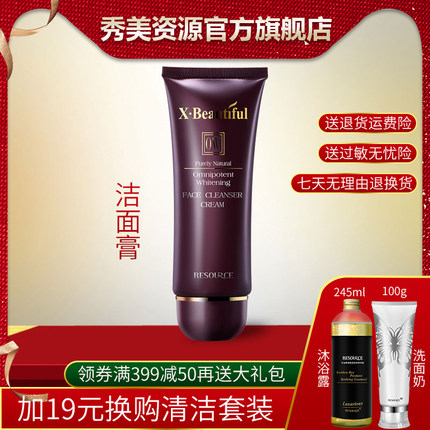 秀美资源官方旗舰店
洁面膏
X·Beautiful
Purely Natural
Omnipotent
Whitening
FACE CLEANSER
CREAM
RESOURCE
送退货运费险
送过敏无忧险
七天无理由退换货
245ml
100g
沐浴露
洗面奶
RESOURCE
领券满399减50再送大礼包
加19元换购清洁套装